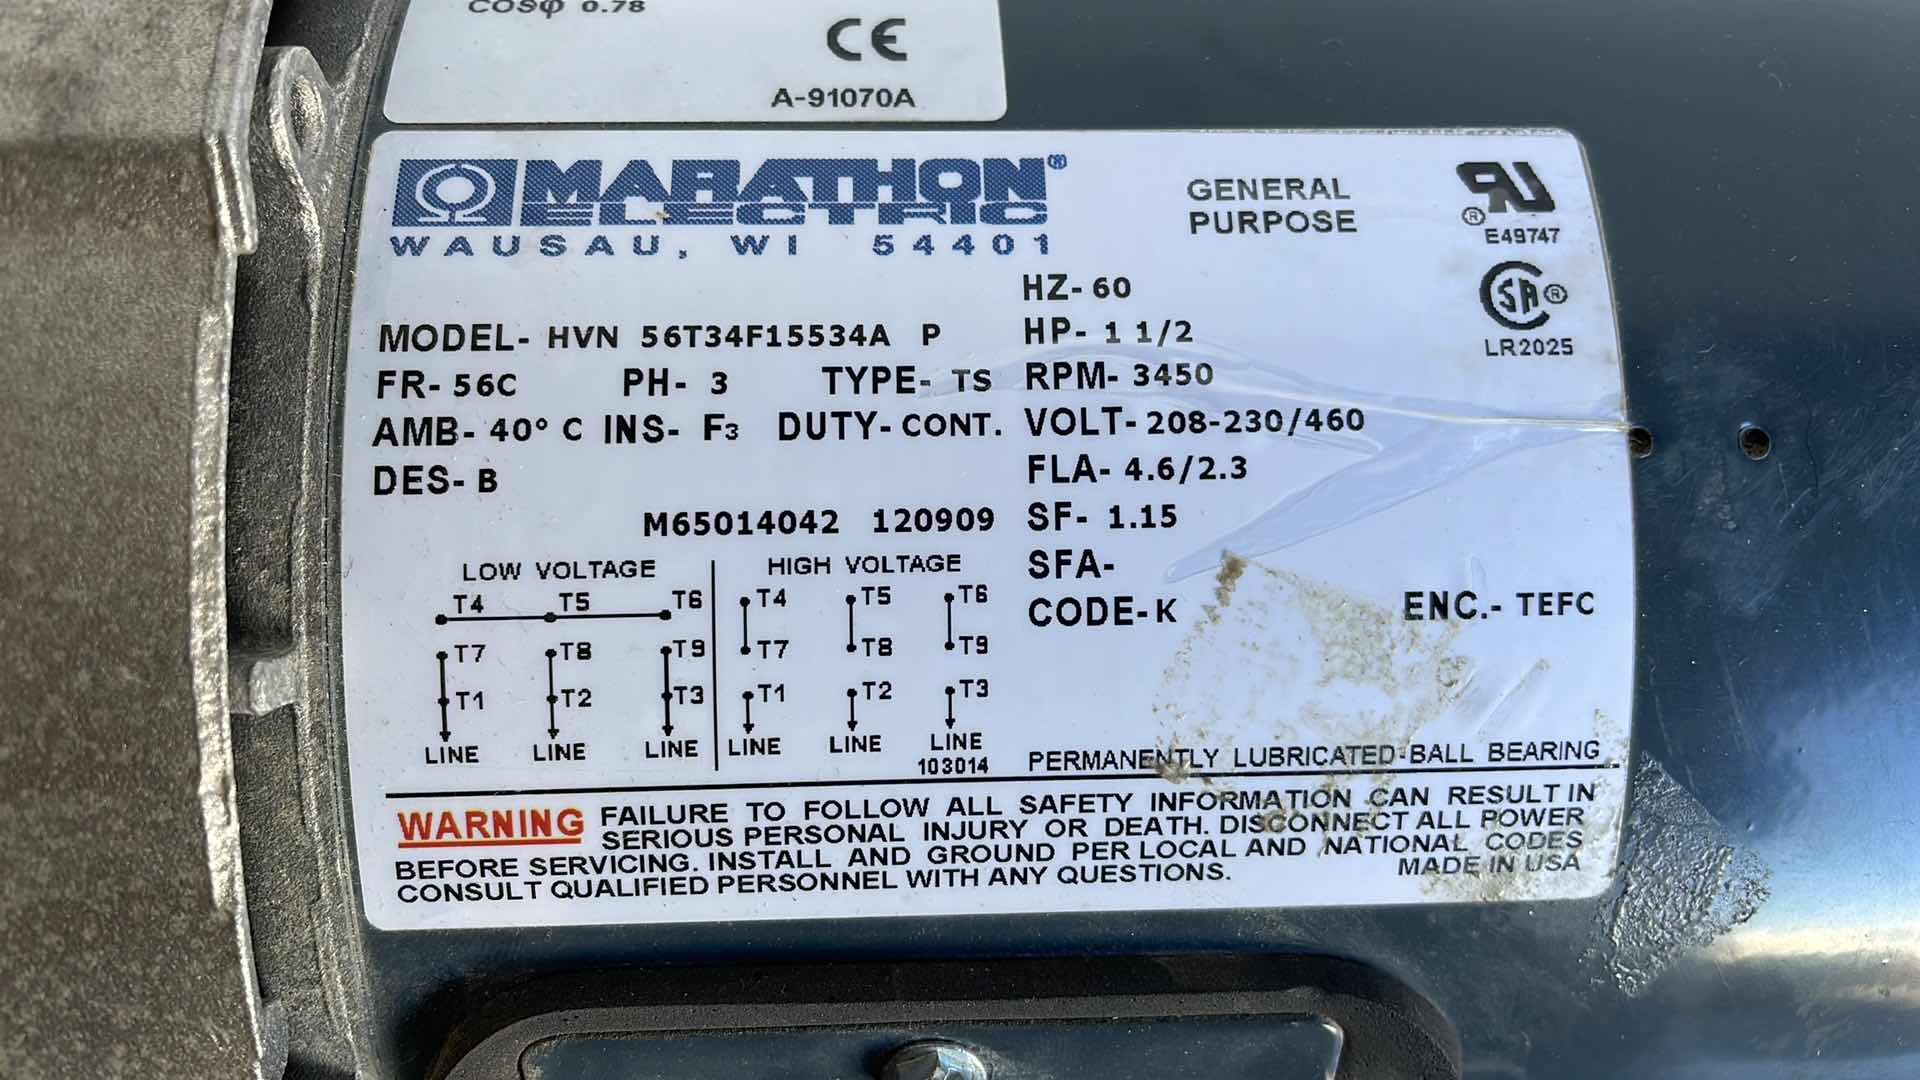 COSφ 0.78
CE
A-91070A
MARATHON®
ELECTRIC
WAUSAU, WI 54401
GENERAL
PURPOSE
RU
®
E49747
SA ®
LR2025
HZ- 60
MODEL- HVN 56T34F15534A P HP- 1 1/2
FR- 56C PH- 3 TYPE- TS RPM- 3450
AMB- 40° C INS- F3 DUTY- CONT. VOLT- 208-230/460
DES- B FLA- 4.6/2.3
M65014042 120909 SF- 1.15
LOW VOLTAGE HIGH VOLTAGE SFA-
T4 T5 T6 T4 T5 T6 CODE- K ENC.- TEFC
T7 T8 T9 T7 T8 T9
T1 T2 T3 T1 T2 T3
LINE LINE LINE LINE LINE LINE
103014 PERMANENTLY LUBRICATED-BALL BEARING
WARNING FAILURE TO FOLLOW ALL SAFETY INFORMATION CAN RESULT IN
SERIOUS PERSONAL INJURY OR DEATH. DISCONNECT ALL POWER
BEFORE SERVICING. INSTALL AND GROUND PER LOCAL AND NATIONAL CODES
CONSULT QUALIFIED PERSONNEL WITH ANY QUESTIONS. MADE IN USA